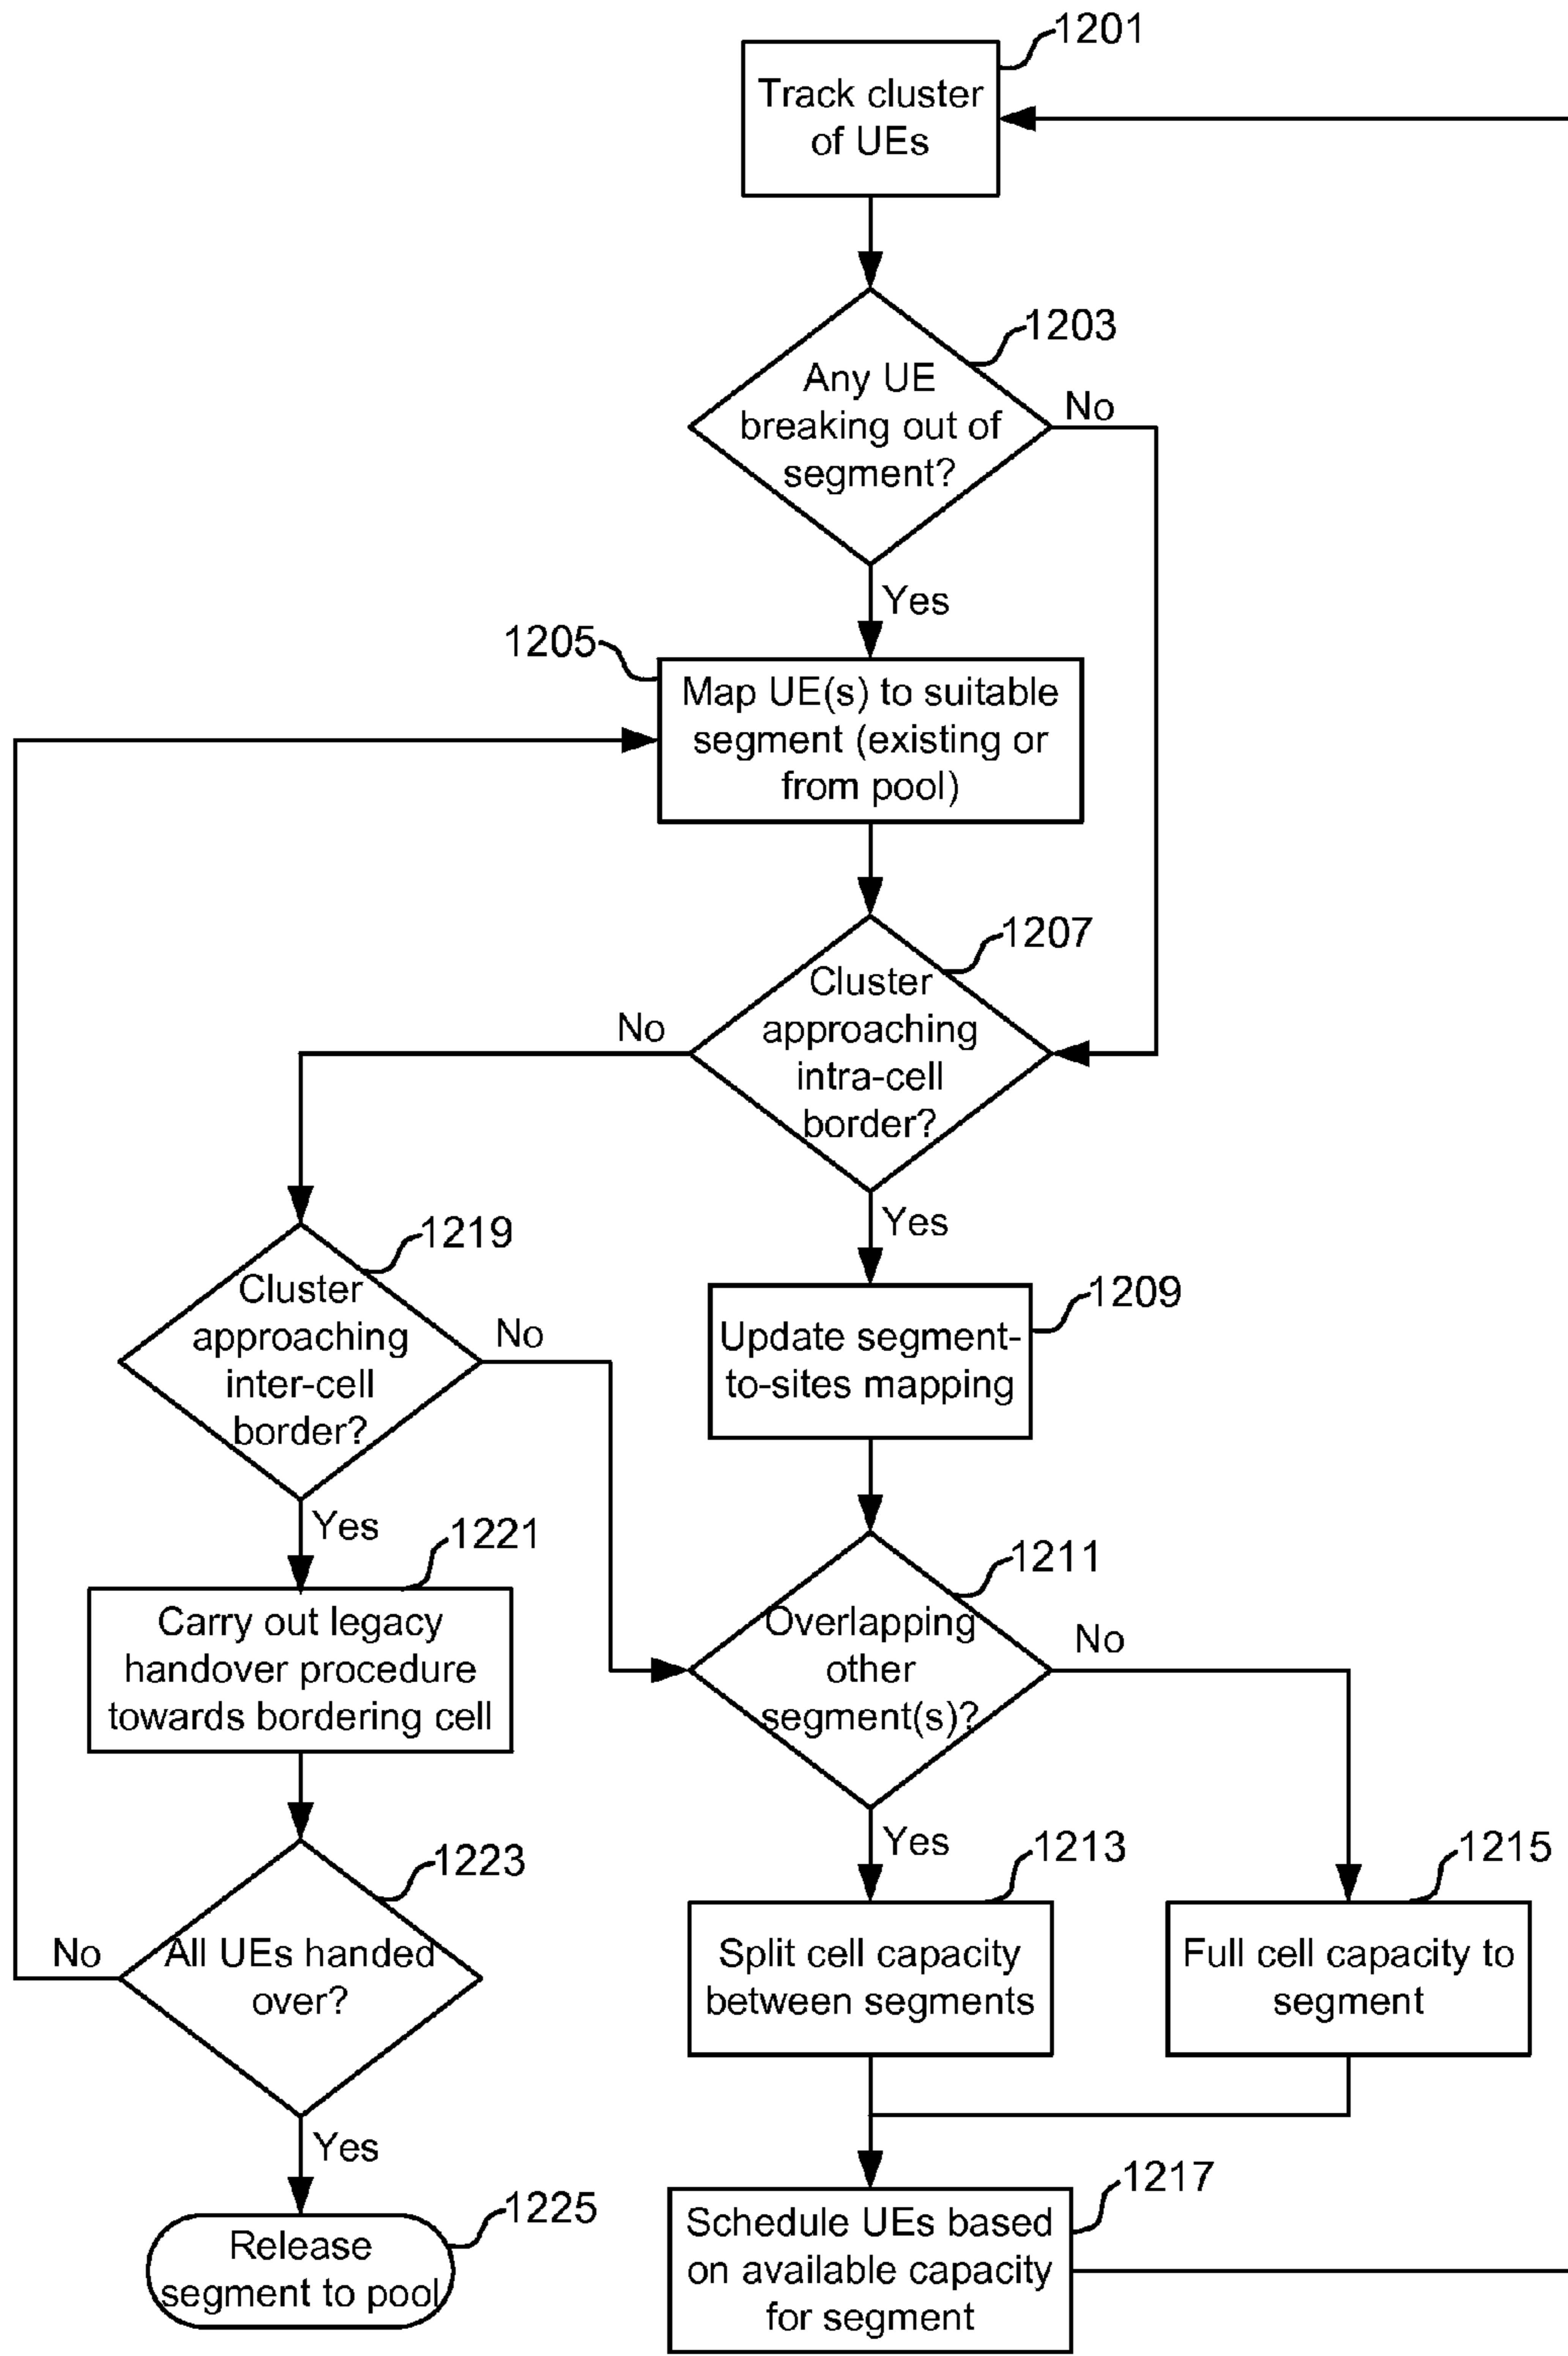 1201
Track cluster
of UEs
1203
Any UE
breaking out of
segment?
No
Yes
1205
Map UE(s) to suitable
segment (existing or
from pool)
1207
Cluster
approaching
intra-cell
border?
No
Yes
1219
Cluster
approaching
inter-cell
border?
No
Yes
1209
Update segment-
to-sites mapping
1211
Overlapping
other
segment(s)?
No
Yes
1221
Carry out legacy
handover procedure
towards bordering cell
1223
All UEs handed
over?
No
Yes
1213
Split cell capacity
between segments
1215
Full cell capacity to
segment
1217
Schedule UEs based
on available capacity
for segment
1225
Release
segment to pool